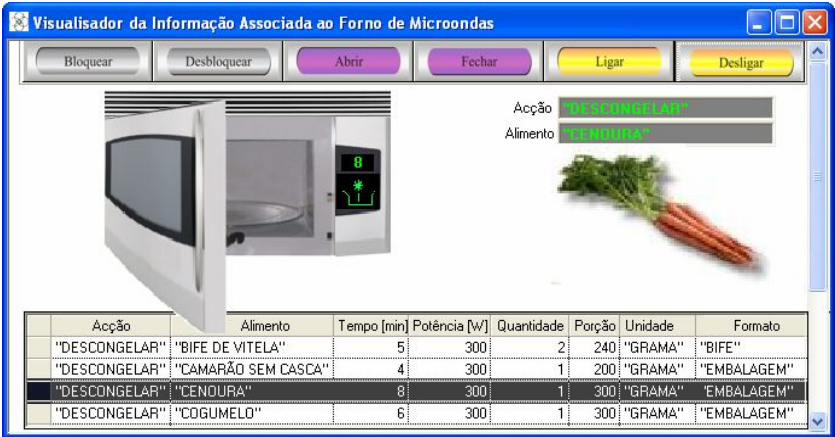 Visualisador da Informação Associada ao Forno de Microondas
Bloquear Desbloquear Abrir Fechar Ligar Desligar
Acção "DESCONGELAR"
Alimento "CENOURA"
8
Acção Alimento Tempo [min] Potência [W] Quantidade Porção Unidade Formato
"DESCONGELAR" "BIFE DE VITELA" 5 300 2 240 "GRAMA" "BIFE"
"DESCONGELAR" "CAMARÃO SEM CASCA" 4 300 1 200 "GRAMA" "EMBALAGEM"
"DESCONGELAR" "CENOURA" 8 300 1 300 "GRAMA" "EMBALAGEM"
"DESCONGELAR" "COGUMELO" 6 300 1 300 "GRAMA" "EMBALAGEM"